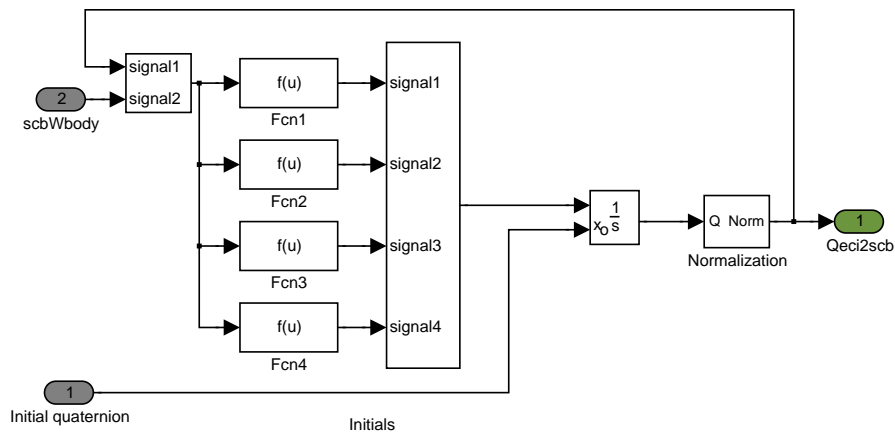 signal1
signal2
2
scbWbody
f(u)
Fcn1
f(u)
Fcn2
f(u)
Fcn3
f(u)
Fcn4
signal1
signal2
signal3
signal4
1
s
xo
Q Norm
Normalization
1
Qeci2scb
1
Initial quaternion
Initials